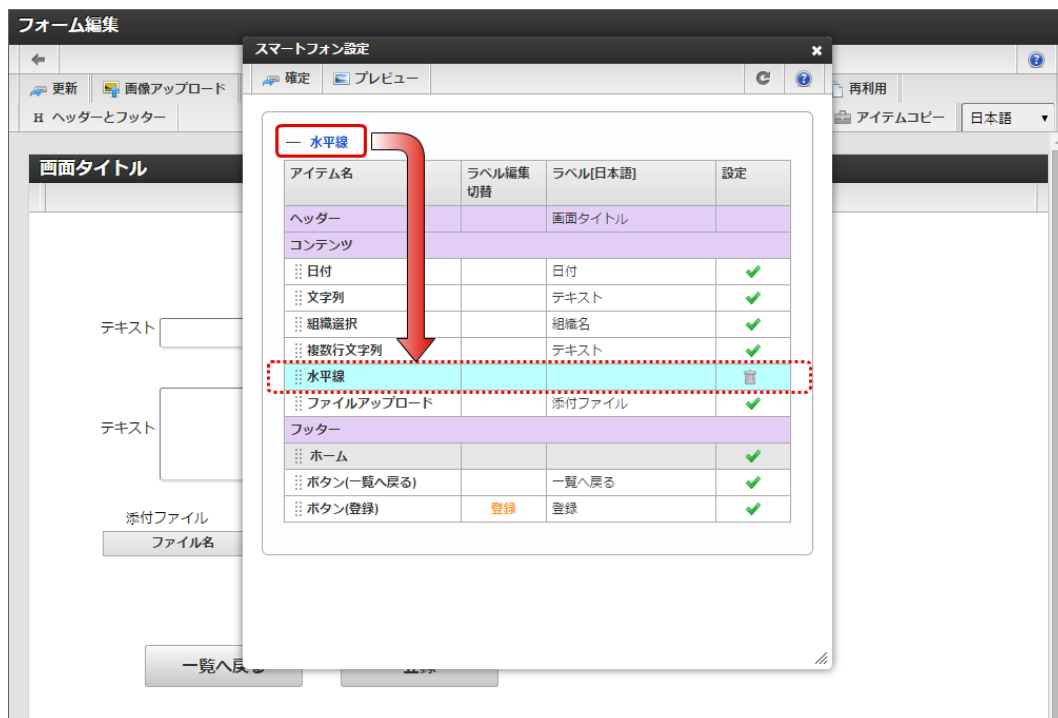 フォーム編集
スマートフォン設定
確定 プレビュー
更新 画像アップロード 再利用
H ヘッダーとフッター アイテムコピー 日本語
水平線
画面タイトル
アイテム名 ラベル編集切替 ラベル[日本語] 設定
ヘッダー 画面タイトル
コンテンツ
日付 日付
文字列 テキスト
テキスト
組織選択 組織名
複数行文字列 テキスト
水平線
ファイルアップロード 添付ファイル
テキスト
フッター
ホーム
ボタン(一覧へ戻る) 一覧へ戻る
ボタン(登録) 登録 登録
添付ファイル
ファイル名
一覧へ戻る
登録